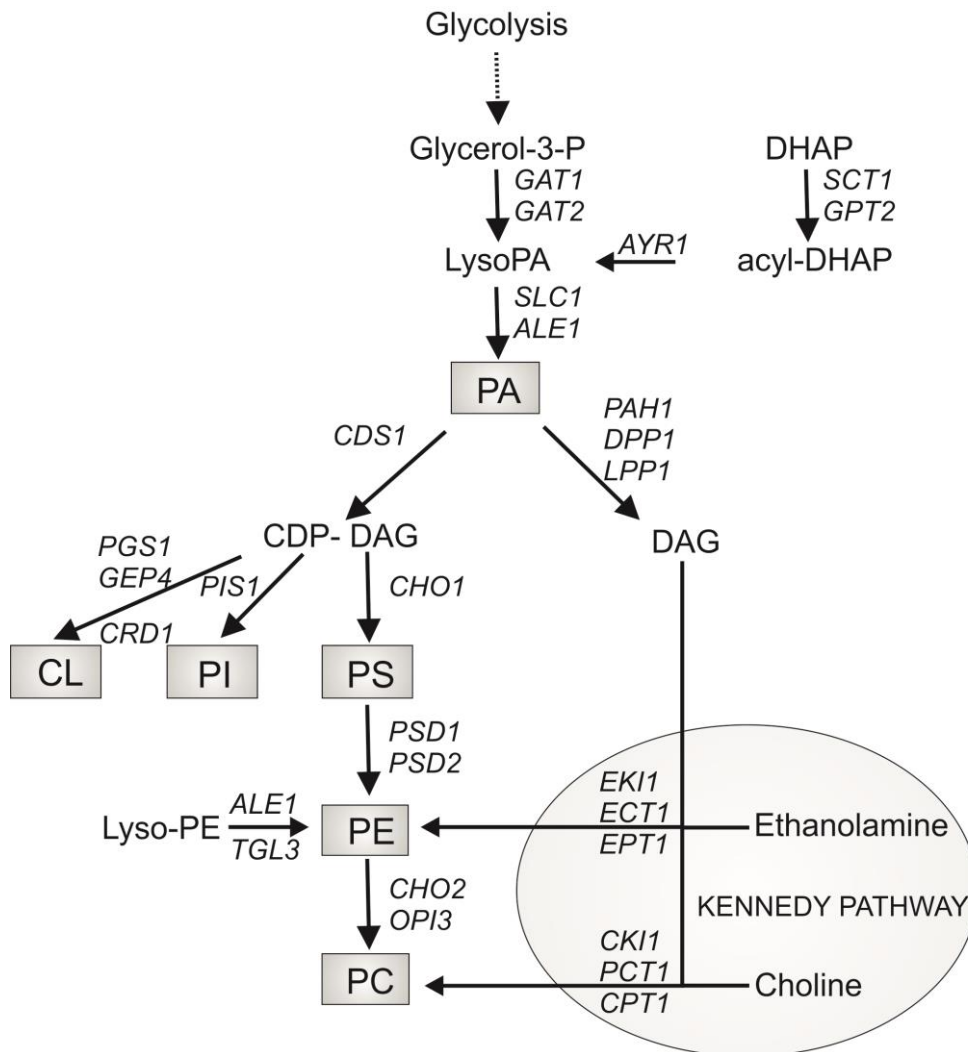 Glycolysis
Glycerol-3-P
DHAP
GAT1
GAT2
SCT1
GPT2
LysoPA
AYR1
acyl-DHAP
SLC1
ALE1
PA
CDS1
PAH1
DPP1
LPP1
CDP- DAG
DAG
PGS1
GEP4
CRD1
PIS1
CHO1
CL
PI
PS
PSD1
PSD2
Lyso-PE
ALE1
TGL3
PE
EKI1
ECT1
EPT1
Ethanolamine
CHO2
OPI3
KENNEDY PATHWAY
PC
CKI1
PCT1
CPT1
Choline